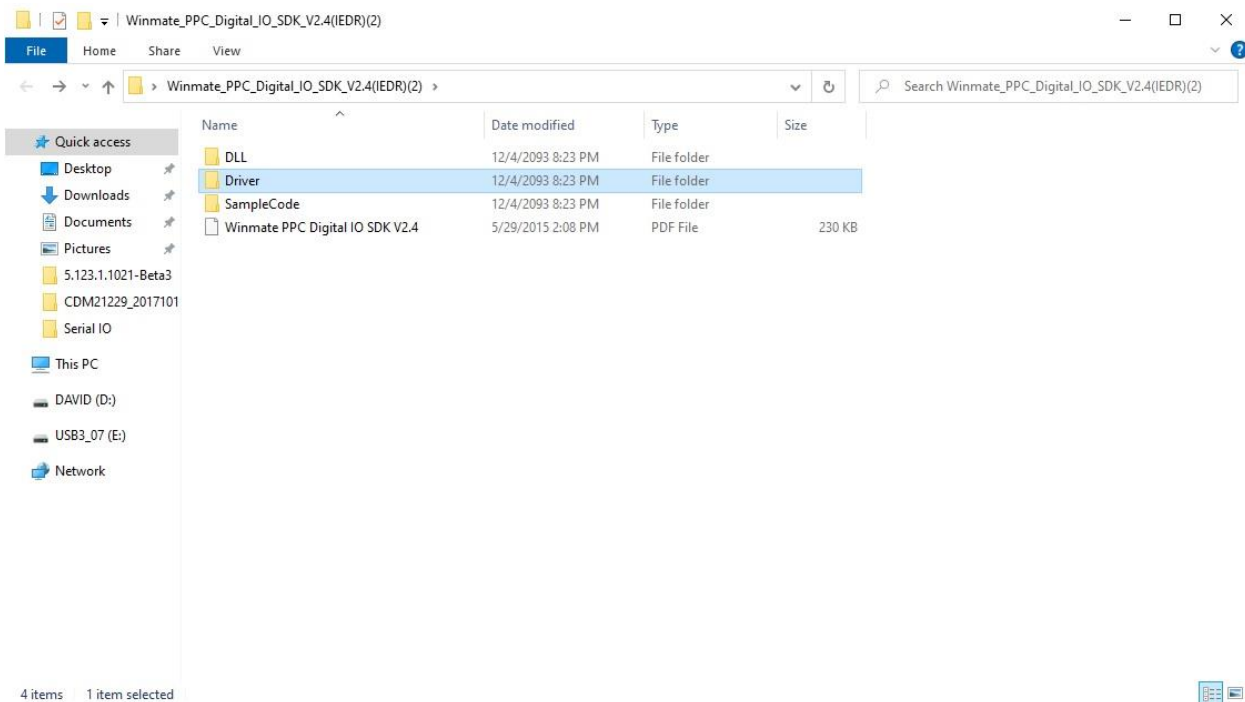 Winmate_PPC_Digital_IO_SDK_V2.4(IEDR)(2)
File Home Share View
Winmate_PPC_Digital_IO_SDK_V2.4(IEDR)(2)
Search Winmate_PPC_Digital_IO_SDK_V2.4(IEDR)(2)
Name Date modified Type Size
Quick access
Desktop
Downloads
Documents
Pictures
5.123.1.1021-Beta3
CDM21229_2017101
Serial IO
This PC
DAVID (D:)
USB3_07 (E:)
Network
DLL 12/4/2093 8:23 PM File folder
Driver 12/4/2093 8:23 PM File folder
SampleCode 12/4/2093 8:23 PM File folder
Winmate PPC Digital IO SDK V2.4 5/29/2015 2:08 PM PDF File 230 KB
4 items 1 item selected